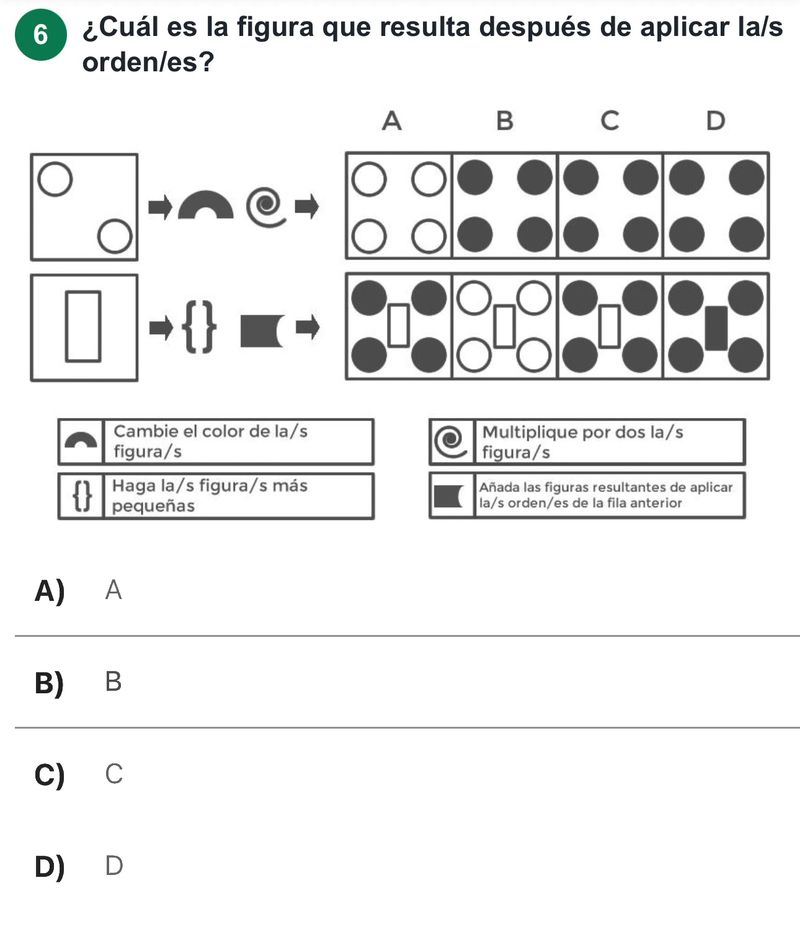 6 ¿Cuál es la figura que resulta después de aplicar la/s
orden/es?
A B C D
Cambie el color de la/s
figura/s
Multiplique por dos la/s
figura/s
Haga la/s figura/s más
pequeñas
Añada las figuras resultantes de aplicar
la/s orden/es de la fila anterior
A) A
B) B
C) C
D) D